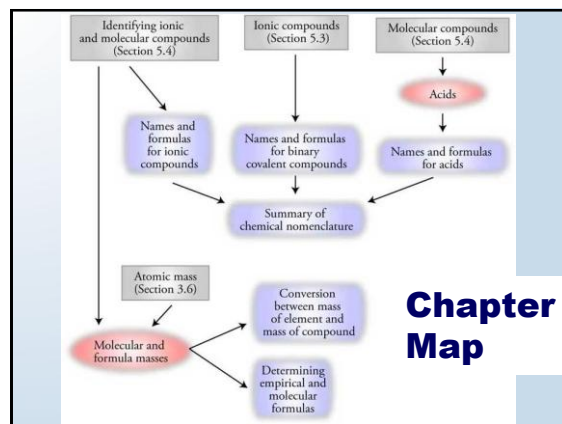 Identifying ionic
and molecular compounds
(Section 5.4)
Ionic compounds
(Section 5.3)
Molecular compounds
(Section 5.4)
Acids
Names and
formulas
for ionic
compounds
Names and formulas
for binary
covalent compounds
Names and formulas
for acids
Summary of
chemical nomenclature
Atomic mass
(Section 3.6)
Conversion
between mass
of element and
mass of compound
Chapter
Map
Molecular and
formula masses
Determining
empirical and
molecular
formulas